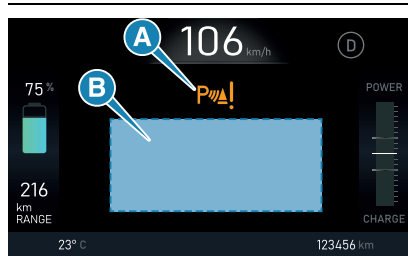 A
106 km/h
D
P!
75 %
B
POWER
216
km
RANGE
CHARGE
23° C
123456 km